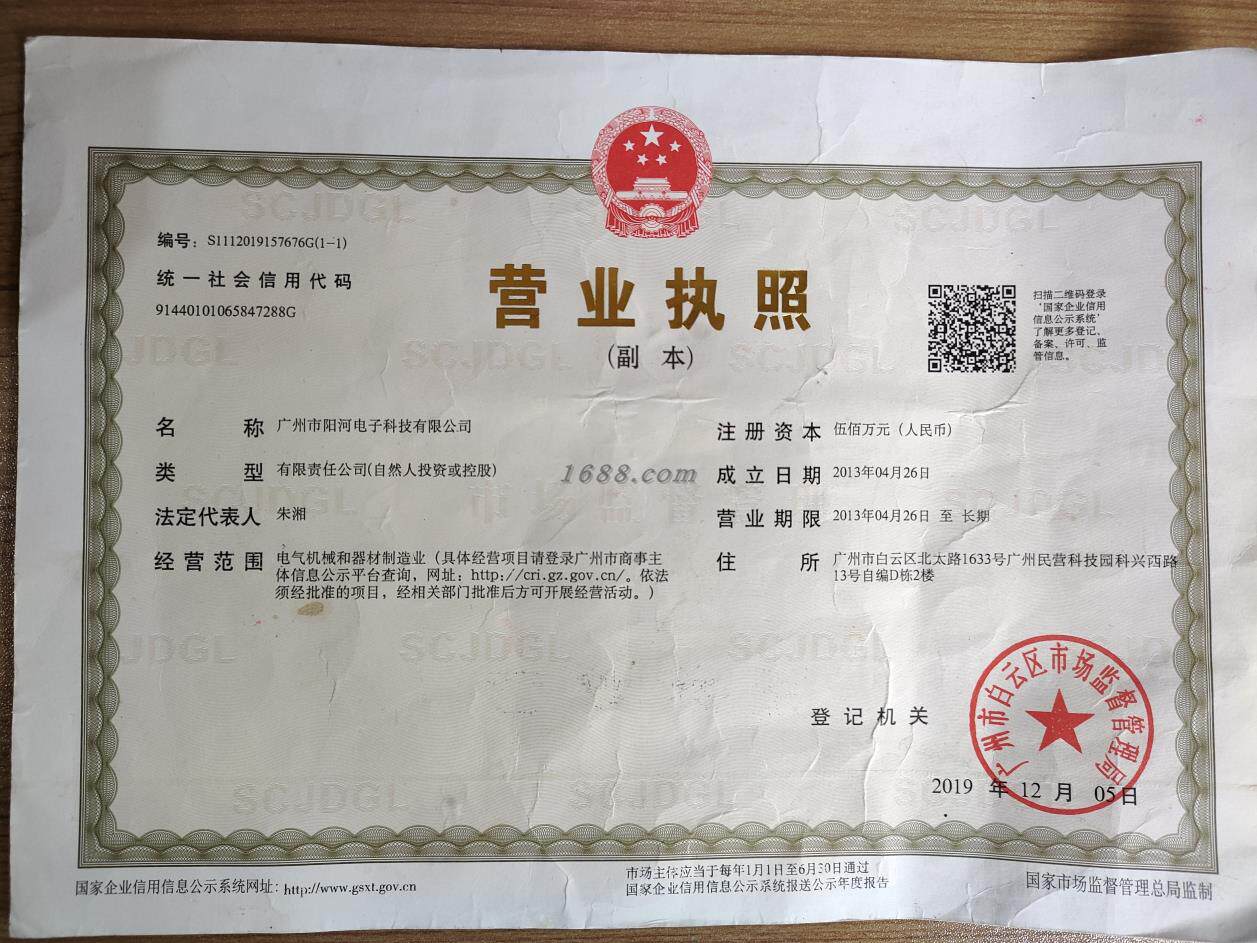 编号: S1112019157676G(1-1)
统一社会信用代码
91440101065847288G
营业执照
(副 本)
扫描二维码登录
‘国家企业信用
信息公示系统’
了解更多登记、
备案、许可、监
管信息。
名 称 广州市阳河电子科技有限公司
类 型 有限责任公司(自然人投资或控股)
法定代表人 朱湘
经营范围 电气机械和器材制造业（具体经营项目请登录广州市商事主
体信息公示平台查询，网址：http://cri.gz.gov.cn/。依法
须经批准的项目，经相关部门批准后方可开展经营活动。）
1688.com
注册资本 伍佰万元（人民币）
成立日期 2013年04月26日
营业期限 2013年04月26日 至 长期
住 所 广州市白云区北太路1633号广州民营科技园科兴西路
13号自编D栋2楼
登记机关
广州市白云区市场监督管理局
2019 年 12 月 05日
国家企业信用信息公示系统网址：http://www.gsxt.gov.cn
市场主体应当于每年1月1日至6月30日通过
国家企业信用信息公示系统报送公示年度报告
国家市场监督管理总局监制
SCJDGL
SCJDGL
JDGL
SCJDGL
SCJDGL
SCJDGL
SCJDGL
JDGL
SCJDGL
SCJDGL
SCJDGL
SCJDGL